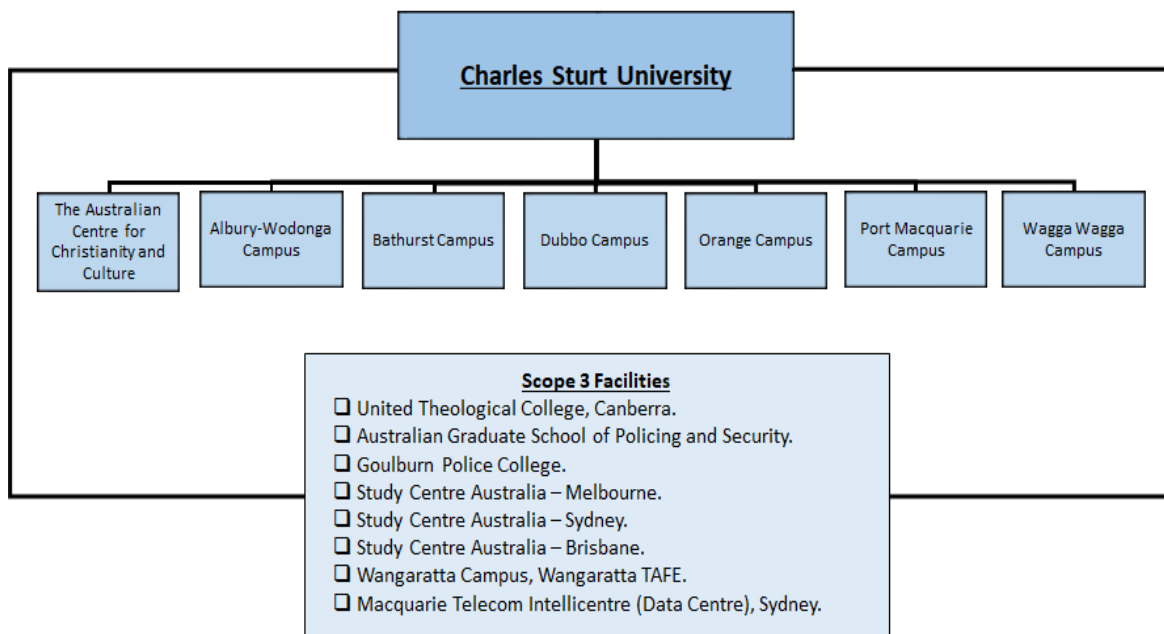 Charles Sturt University
The Australian
Centre for
Christianity and
Culture
Albury-Wodonga
Campus
Bathurst Campus
Dubbo Campus
Orange Campus
Port Macquarie
Campus
Wagga Wagga
Campus
Scope 3 Facilities
❑ United Theological College, Canberra.
❑ Australian Graduate School of Policing and Security.
❑ Goulburn Police College.
❑ Study Centre Australia – Melbourne.
❑ Study Centre Australia – Sydney.
❑ Study Centre Australia – Brisbane.
❑ Wangaratta Campus, Wangaratta TAFE.
❑ Macquarie Telecom Intellicentre (Data Centre), Sydney.